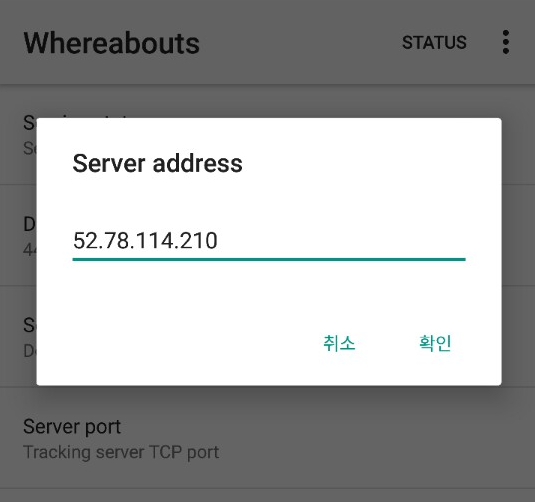 Whereabouts
STATUS
Server address
52.78.114.210
취소
확인
Server port
Tracking server TCP port